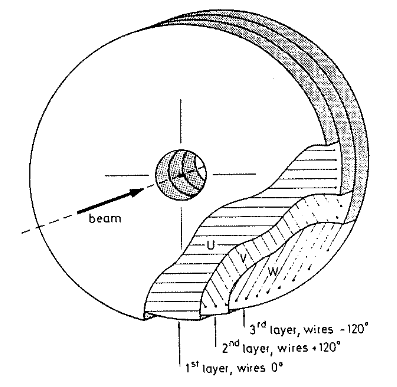 beam
U
V
W
3rd layer, wires -120°
2nd layer, wires +120°
1st layer, wires 0°